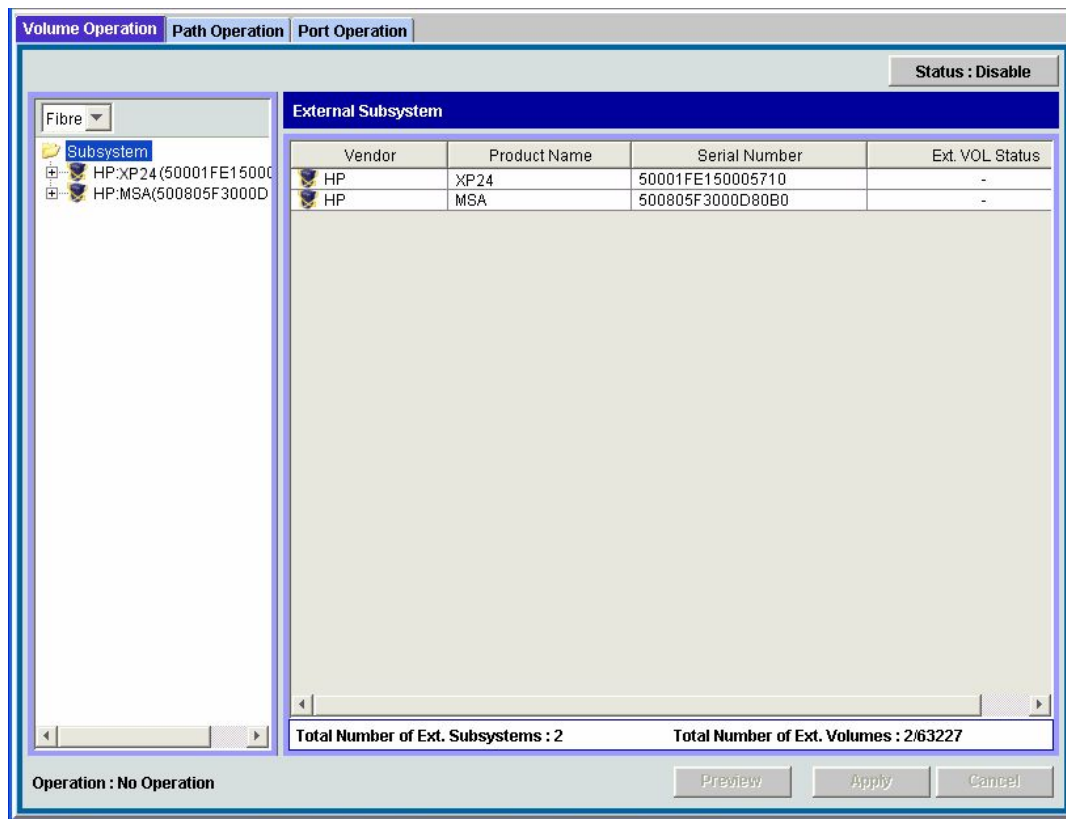 Volume Operation Path Operation Port Operation
Status : Disable
Fibre
Subsystem
HP:XP24(50001FE15000
HP:MSA(500805F3000D
External Subsystem
Vendor Product Name Serial Number Ext. VOL Status
HP XP24 50001FE150005710 -
HP MSA 500805F3000D80B0 -
Total Number of Ext. Subsystems : 2 Total Number of Ext. Volumes : 2/63227
Operation : No Operation
Preview Apply Cancel